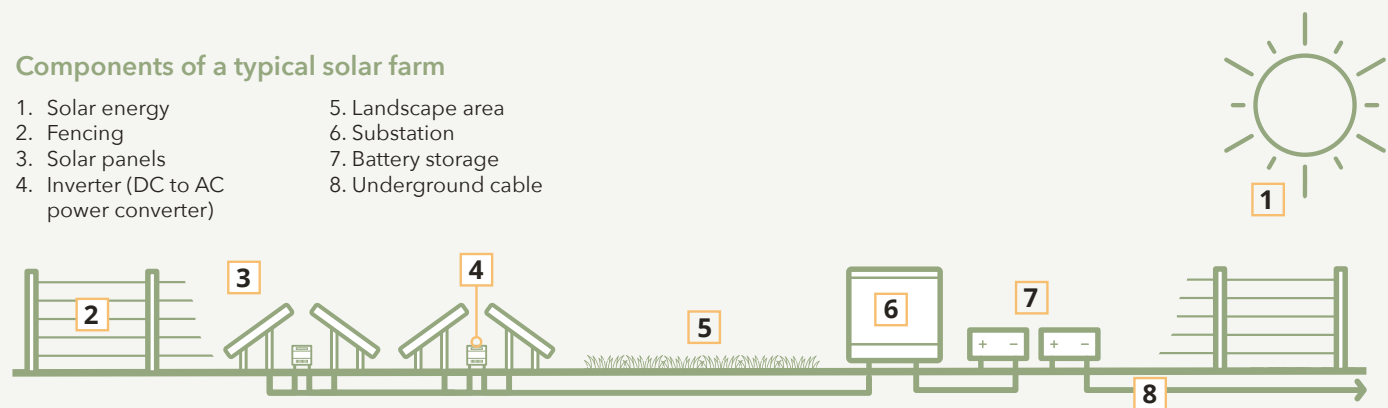 Components of a typical solar farm
1. Solar energy
2. Fencing
3. Solar panels
4. Inverter (DC to AC
power converter)
5. Landscape area
6. Substation
7. Battery storage
8. Underground cable
1
2
3
4
5
6
7
8
+ −
+ −